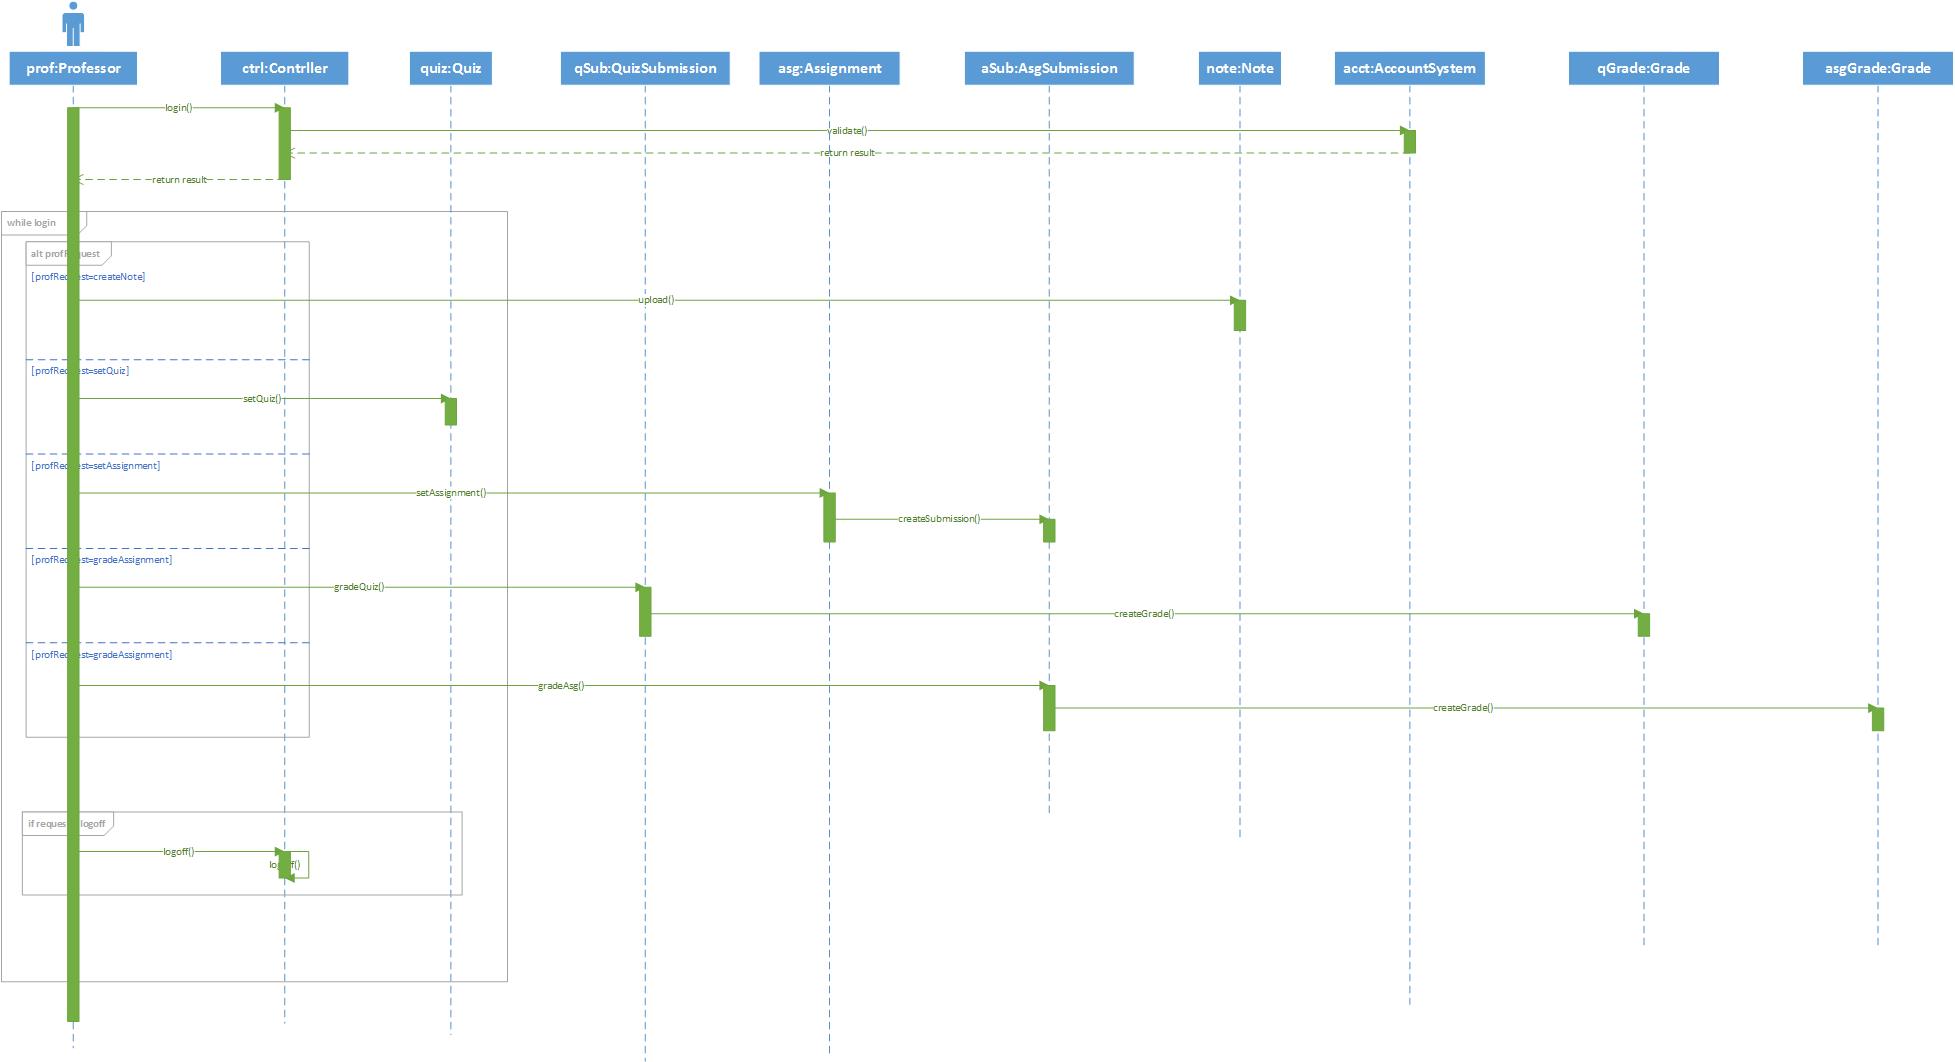 prof:Professor
ctrl:Contrller
quiz:Quiz
qSub:QuizSubmission
asg:Assignment
aSub:AsgSubmission
note:Note
acct:AccountSystem
qGrade:Grade
asgGrade:Grade
login()
validate()
return result
return result
while login
alt profRequest
[profRequest=createNote]
upload()
[profRequest=setQuiz]
setQuiz()
[profRequest=setAssignment]
setAssignment()
createSubmission()
[profRequest=gradeAssignment]
gradeQuiz()
createGrade()
[profRequest=gradeAssignment]
gradeAsg()
createGrade()
if request logoff
logoff()
logoff()